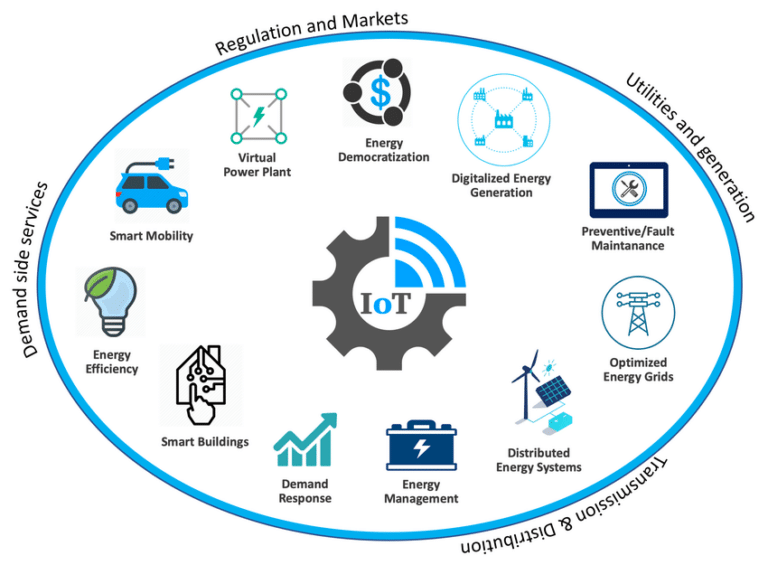 Regulation and Markets
Utilities and generation
Energy
Democratization
Virtual
Power Plant
Digitalized Energy
Generation
Smart Mobility
Preventive/Fault
Maintanance
Demand side services
IoT
Energy
Efficiency
Optimized
Energy Grids
Smart Buildings
Distributed
Energy Systems
Demand
Response
Energy
Management
Transmission & Distribution